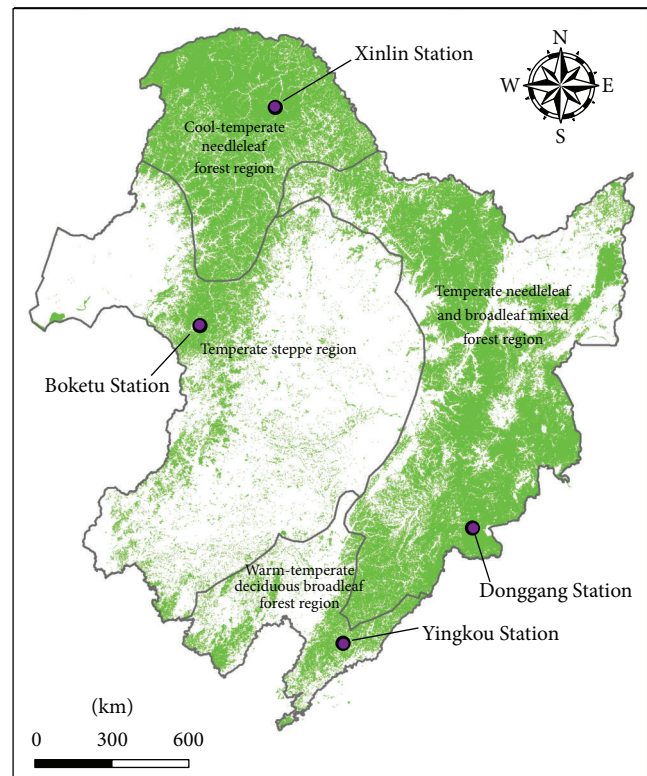 Xinlin Station
N
W
E
S
Cool-temperate
needleleaf
forest region
Temperate needleleaf
and broadleaf mixed
forest region
Temperate steppe region
Boketu Station
Warm-temperate
deciduous broadleaf
forest region
Donggang Station
Yingkou Station
(km)
0 300 600